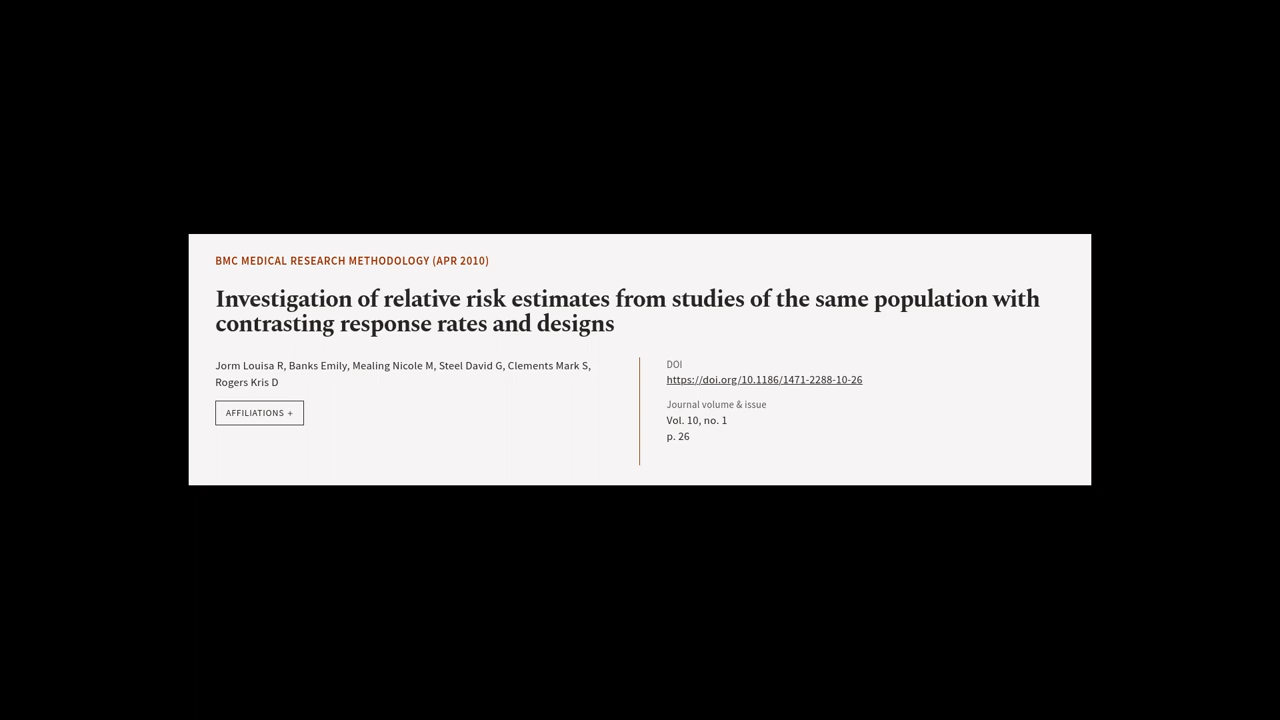 BMC MEDICAL RESEARCH METHODOLOGY (APR 2010)
Investigation of relative risk estimates from studies of the same population with
contrasting response rates and designs
Jorm Louisa R, Banks Emily, Mealing Nicole M, Steel David G, Clements Mark S,
Rogers Kris D
AFFILIATIONS +
DOI
https://doi.org/10.1186/1471-2288-10-26
Journal volume & issue
Vol. 10, no. 1
p. 26